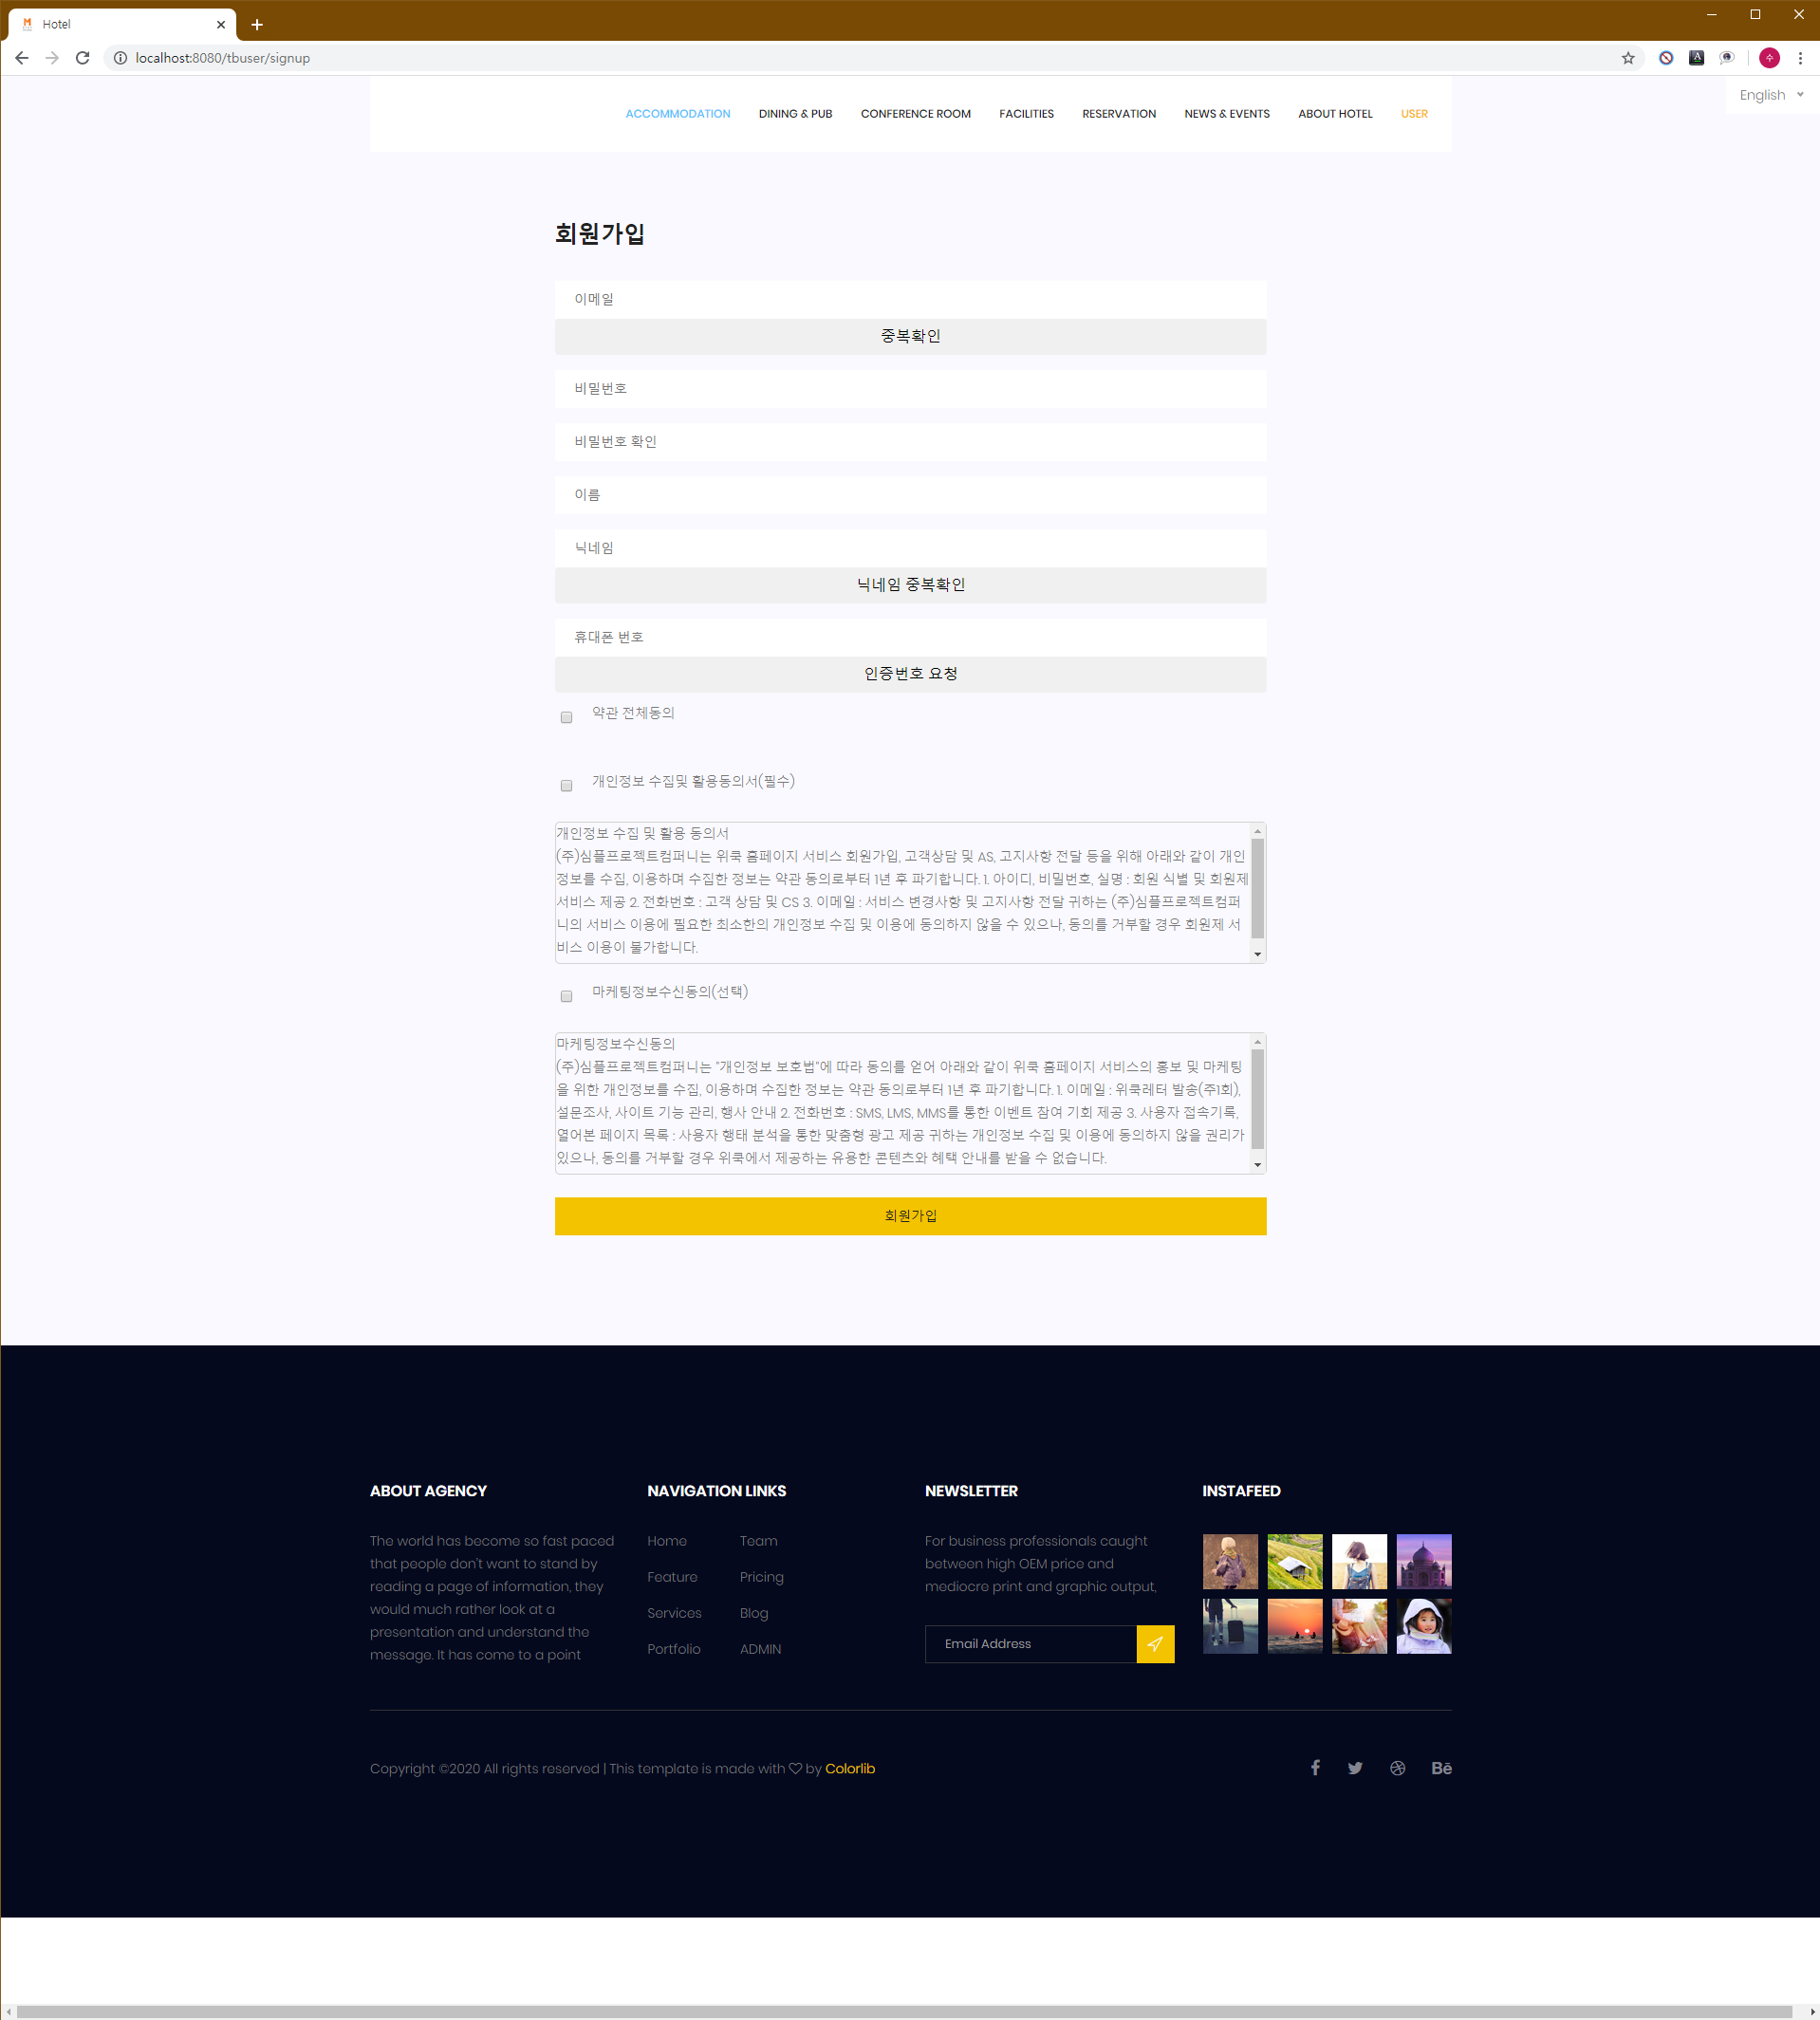 Hotel
localhost:8080/tbuser/signup
English
ACCOMMODATION DINING & PUB CONFERENCE ROOM FACILITIES RESERVATION NEWS & EVENTS ABOUT HOTEL USER
회원가입
이메일
중복확인
비밀번호
비밀번호 확인
이름
닉네임
닉네임 중복확인
휴대폰 번호
인증번호 요청
약관 전체동의
개인정보 수집및 활용동의서(필수)
개인정보 수집 및 활용 동의서
(주)심플프로젝트컴퍼니는 위쿡 홈페이지 서비스 회원가입, 고객상담 및 AS, 고지사항 전달 등을 위해 아래와 같이 개인
정보를 수집, 이용하며 수집한 정보는 약관 동의로부터 1년 후 파기합니다. 1. 아이디, 비밀번호, 실명 : 회원 식별 및 회원제
서비스 제공 2. 전화번호 : 고객 상담 및 CS 3. 이메일 : 서비스 변경사항 및 고지사항 전달 귀하는 (주)심플프로젝트컴퍼
니의 서비스 이용에 필요한 최소한의 개인정보 수집 및 이용에 동의하지 않을 수 있으나, 동의를 거부할 경우 회원제 서
비스 이용이 불가합니다.
마케팅정보수신동의(선택)
마케팅정보수신동의
(주)심플프로젝트컴퍼니는 "개인정보 보호법"에 따라 동의를 얻어 아래와 같이 위쿡 홈페이지 서비스의 홍보 및 마케팅
을 위한 개인정보를 수집, 이용하며 수집한 정보는 약관 동의로부터 1년 후 파기합니다. 1. 이메일 : 위쿡레터 발송(주1회),
설문조사, 사이트 기능 관리, 행사 안내 2. 전화번호 : SMS, LMS, MMS를 통한 이벤트 참여 기회 제공 3. 사용자 접속기록,
열어본 페이지 목록 : 사용자 행태 분석을 통한 맞춤형 광고 제공 귀하는 개인정보 수집 및 이용에 동의하지 않을 권리가
있으나, 동의를 거부할 경우 위쿡에서 제공하는 유용한 콘텐츠와 혜택 안내를 받을 수 없습니다.
회원가입
ABOUT AGENCY
The world has become so fast paced
that people don't want to stand by
reading a page of information, they
would much rather look at a
presentation and understand the
message. It has come to a point
NAVIGATION LINKS
Home Team
Feature Pricing
Services Blog
Portfolio ADMIN
NEWSLETTER
For business professionals caught
between high OEM price and
mediocre print and graphic output,
Email Address
INSTAFEED
Copyright ©2020 All rights reserved | This template is made with ♡ by Colorlib